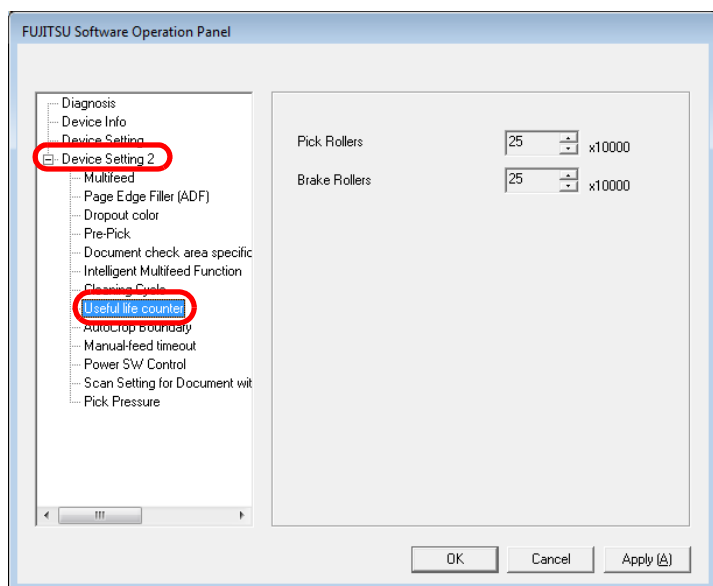 FUJITSU Software Operation Panel
Diagnosis
Device Info
Device Setting
Device Setting 2
Multifeed
Page Edge Filler (ADF)
Dropout color
Pre-Pick
Document check area specific
Intelligent Multifeed Function
Cleaning Cycle
Useful life counter
AutoCrop Boundary
Manual-feed timeout
Power SW Control
Scan Setting for Document wit
Pick Pressure
Pick Rollers 25 x10000
Brake Rollers 25 x10000
OK Cancel Apply (A)